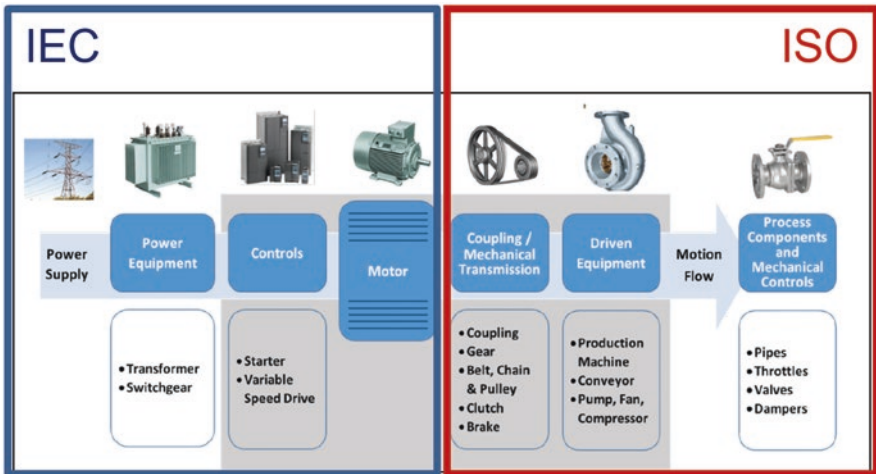 IEC
ISO
Power
Supply
Power
Equipment
Controls
Motor
Coupling /
Mechanical
Transmission
Driven
Equipment
Motion
Flow
Process
Components
and
Mechanical
Controls
• Transformer
• Switchgear
• Starter
• Variable
Speed Drive
• Coupling
• Gear
• Belt, Chain
& Pulley
• Clutch
• Brake
• Production
Machine
• Conveyor
• Pump, Fan,
Compressor
• Pipes
• Throttles
• Valves
• Dampers